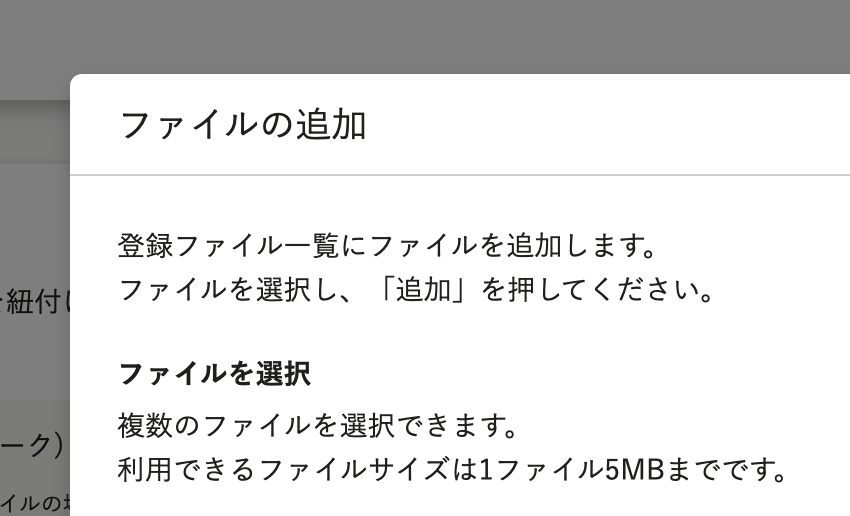 ファイルの追加
登録ファイル一覧にファイルを追加します。
ファイルを選択し、「追加」を押してください。
を紐付け
ファイルを選択
複数のファイルを選択できます。
ーク）
利用できるファイルサイズは1ファイル5MBまでです。
イルの